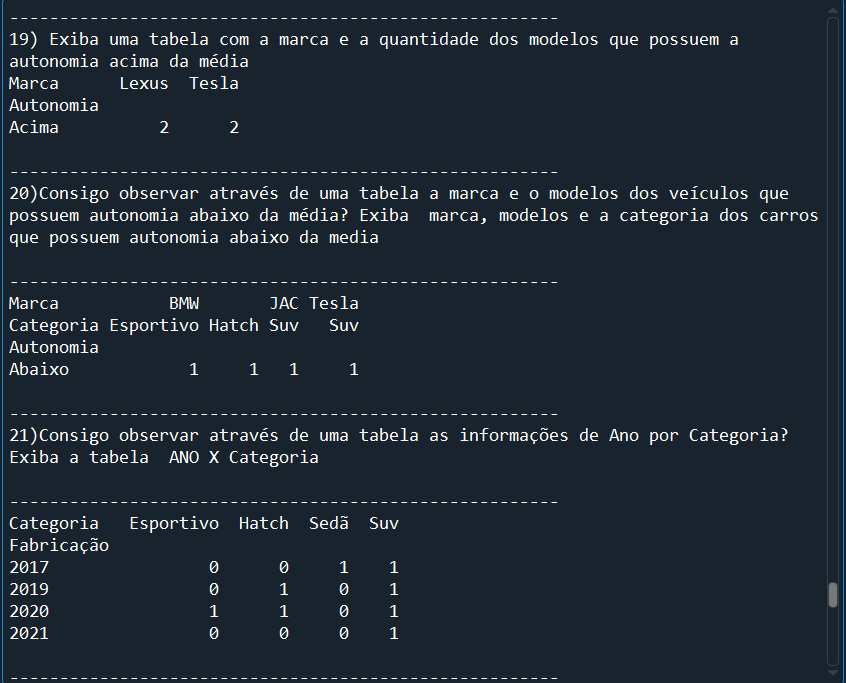 -------------------------------------------------------
19) Exiba uma tabela com a marca e a quantidade dos modelos que possuem a
autonomia acima da média
Marca      Lexus  Tesla
Autonomia
Acima          2      2
-------------------------------------------------------
20)Consigo observar através de uma tabela a marca e o modelos dos veículos que
possuem autonomia abaixo da média? Exiba  marca, modelos e a categoria dos carros
que possuem autonomia abaixo da media
-------------------------------------------------------
Marca           BMW       JAC Tesla
Categoria Esportivo Hatch Suv   Suv
Autonomia
Abaixo            1     1   1     1
-------------------------------------------------------
21)Consigo observar através de uma tabela as informações de Ano por Categoria?
Exiba a tabela  ANO X Categoria
-------------------------------------------------------
Categoria   Esportivo  Hatch  Sedã  Suv
Fabricação
2017                0      0     1    1
2019                0      1     0    1
2020                1      1     0    1
2021                0      0     0    1
-------------------------------------------------------